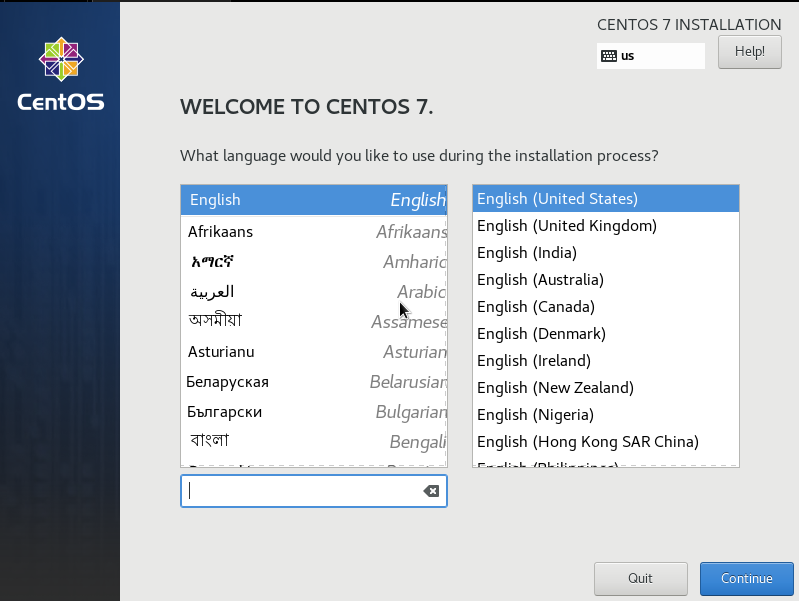 CentOS
CENTOS 7 INSTALLATION
us
Help!
WELCOME TO CENTOS 7.
What language would you like to use during the installation process?
English English
Afrikaans Afrikaans
አማርኛ Amharic
العربية Arabic
অসমীয়া Assamese
Asturianu Asturian
Беларуская Belarusian
Български Bulgarian
বাংলা Bengali
English (United States)
English (United Kingdom)
English (India)
English (Australia)
English (Canada)
English (Denmark)
English (Ireland)
English (New Zealand)
English (Nigeria)
English (Hong Kong SAR China)
English (Philippines)
Quit
Continue